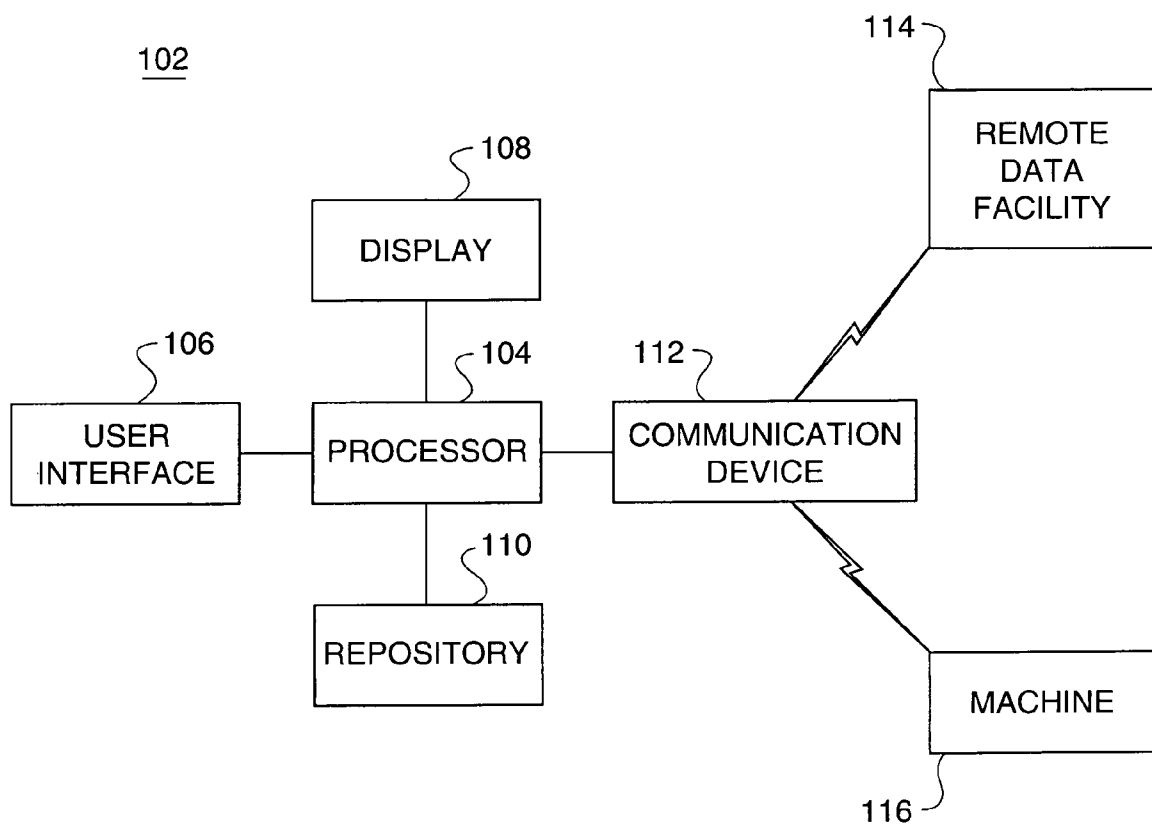 114
102
REMOTE
DATA
FACILITY
108
DISPLAY
106
104
112
USER
INTERFACE
PROCESSOR
COMMUNICATION
DEVICE
110
REPOSITORY
MACHINE
116